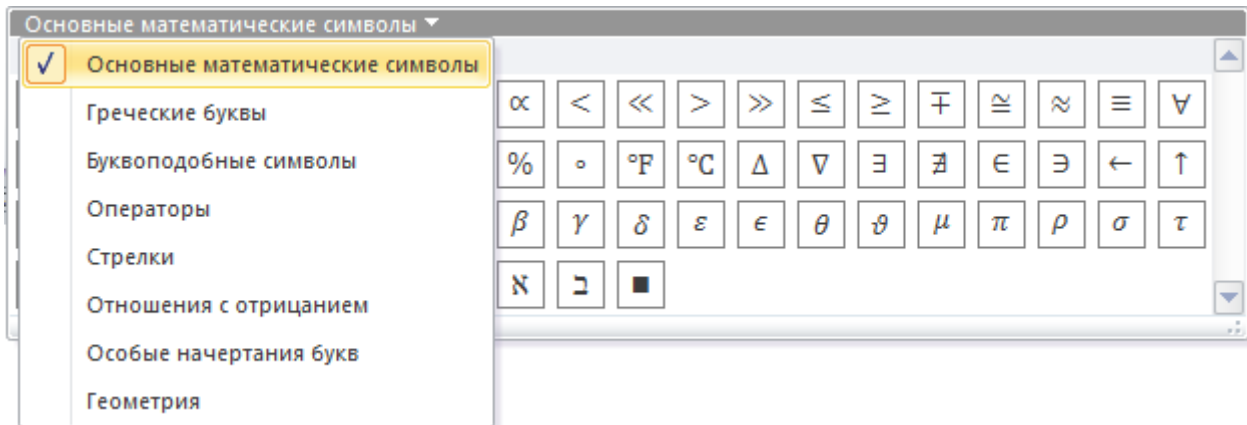 Основные математические символы
Основные математические символы
∝ < ≪ > ≫ ≤ ≥ ∓ ≅ ≈ ≡ ∀
Греческие буквы
Буквоподобные символы
% ∘ °F °C ∆ ∇ ∃ ∄ ∈ ∋ ← ↑
Операторы
β γ δ ε ϵ θ ϑ μ π ρ σ τ
Стрелки
ℵ ℶ ■
Отношения с отрицанием
Особые начертания букв
Геометрия